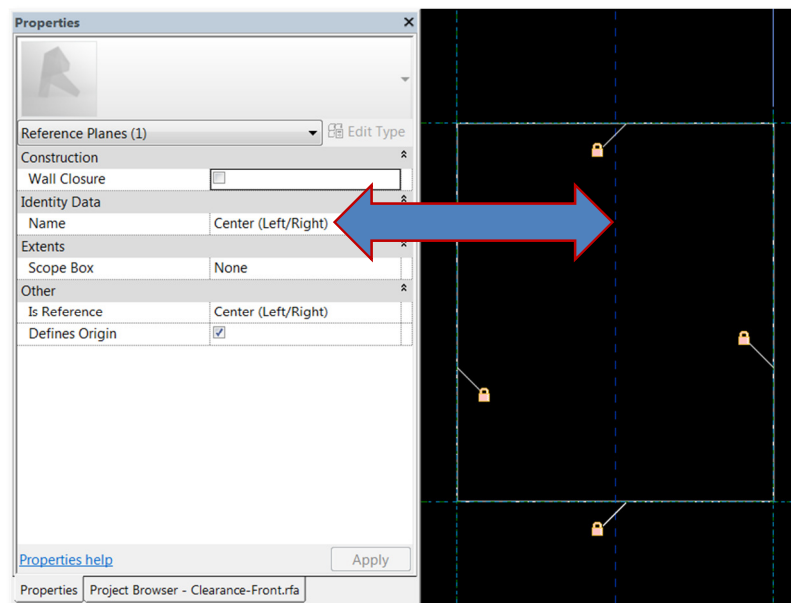 Properties
Reference Planes (1) Edit Type
Construction
Wall Closure
Identity Data
Name Center (Left/Right)
Extents
Scope Box None
Other
Is Reference Center (Left/Right)
Defines Origin
Properties help Apply
Properties Project Browser - Clearance-Front.rfa